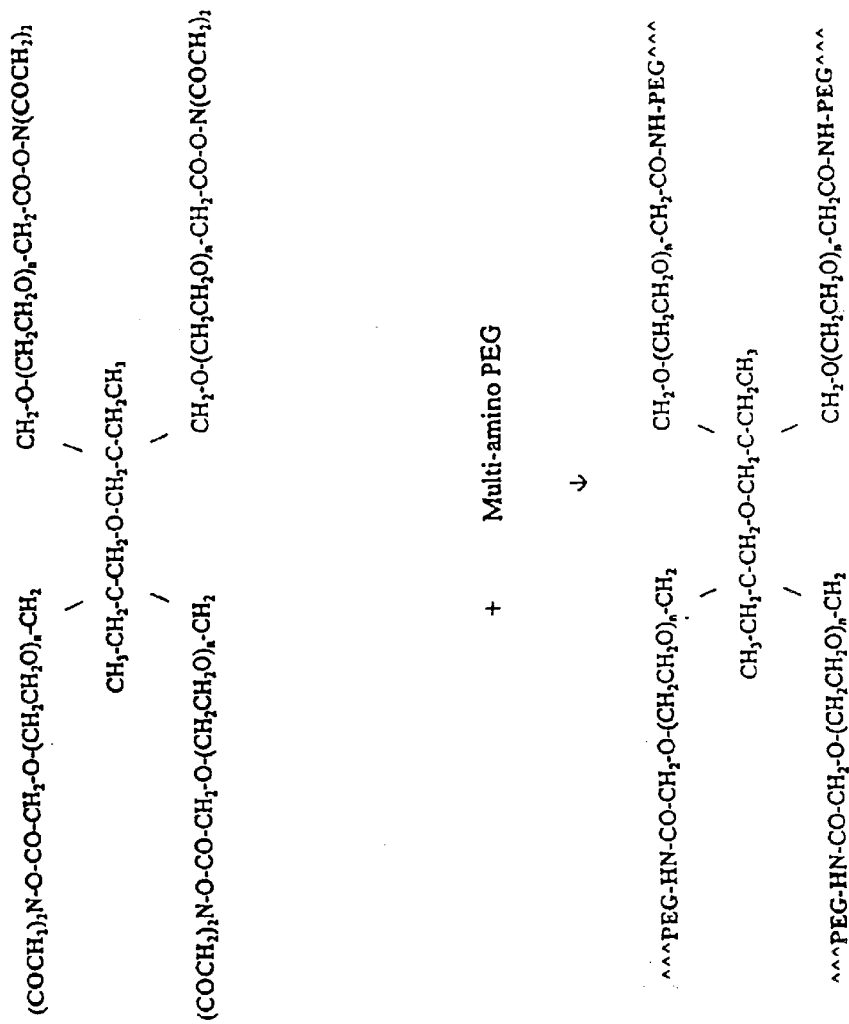 (COCH₂)₂N-O-CO-CH₂-O-(CH₂CH₂O)ₙ-CH₂ CH₂-O-(CH₂CH₂O)ₙ-CH₂-CO-O-N(COCH₂)₂
\ /
CH₃-CH₂-C-CH₂-O-CH₂-C-CH₂CH₃
/ \
(COCH₂)₂N-O-CO-CH₂-O-(CH₂CH₂O)ₙ-CH₂ CH₂-O-(CH₂CH₂O)ₙ-CH₂-CO-O-N(COCH₂)₂
+ Multi-amino PEG
↓
^^^PEG-HN-CO-CH₂-O-(CH₂CH₂O)ₙ-CH₂ CH₂-O-(CH₂CH₂O)ₙ-CH₂-CO-NH-PEG^^^
\ /
CH₃-CH₂-C-CH₂-O-CH₂-C-CH₂CH₃
/ \
^^^PEG-HN-CO-CH₂-O-(CH₂CH₂O)ₙ-CH₂ CH₂-O(CH₂CH₂O)ₙ-CH₂CO-NH-PEG^^^